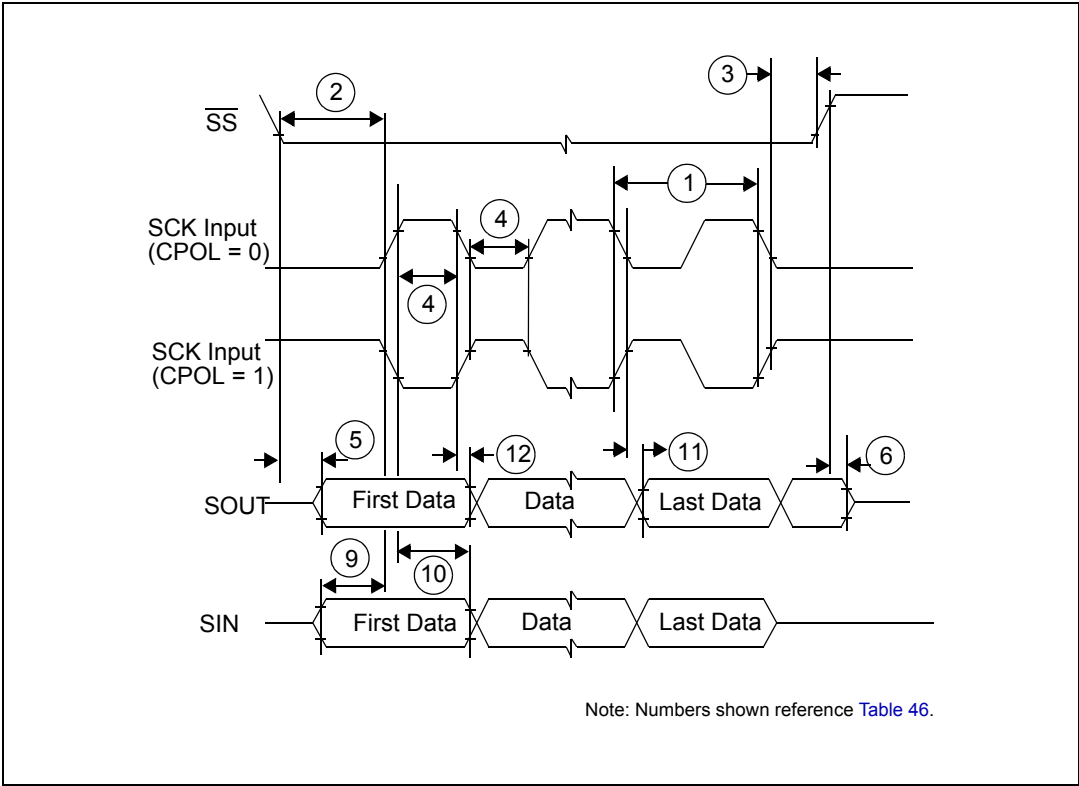 3
2
SS
1
4
SCK Input
(CPOL = 0)
4
SCK Input
(CPOL = 1)
5
12
11
6
SOUT
First Data
Data
Last Data
9
10
SIN
First Data
Data
Last Data
Note: Numbers shown reference Table 46.